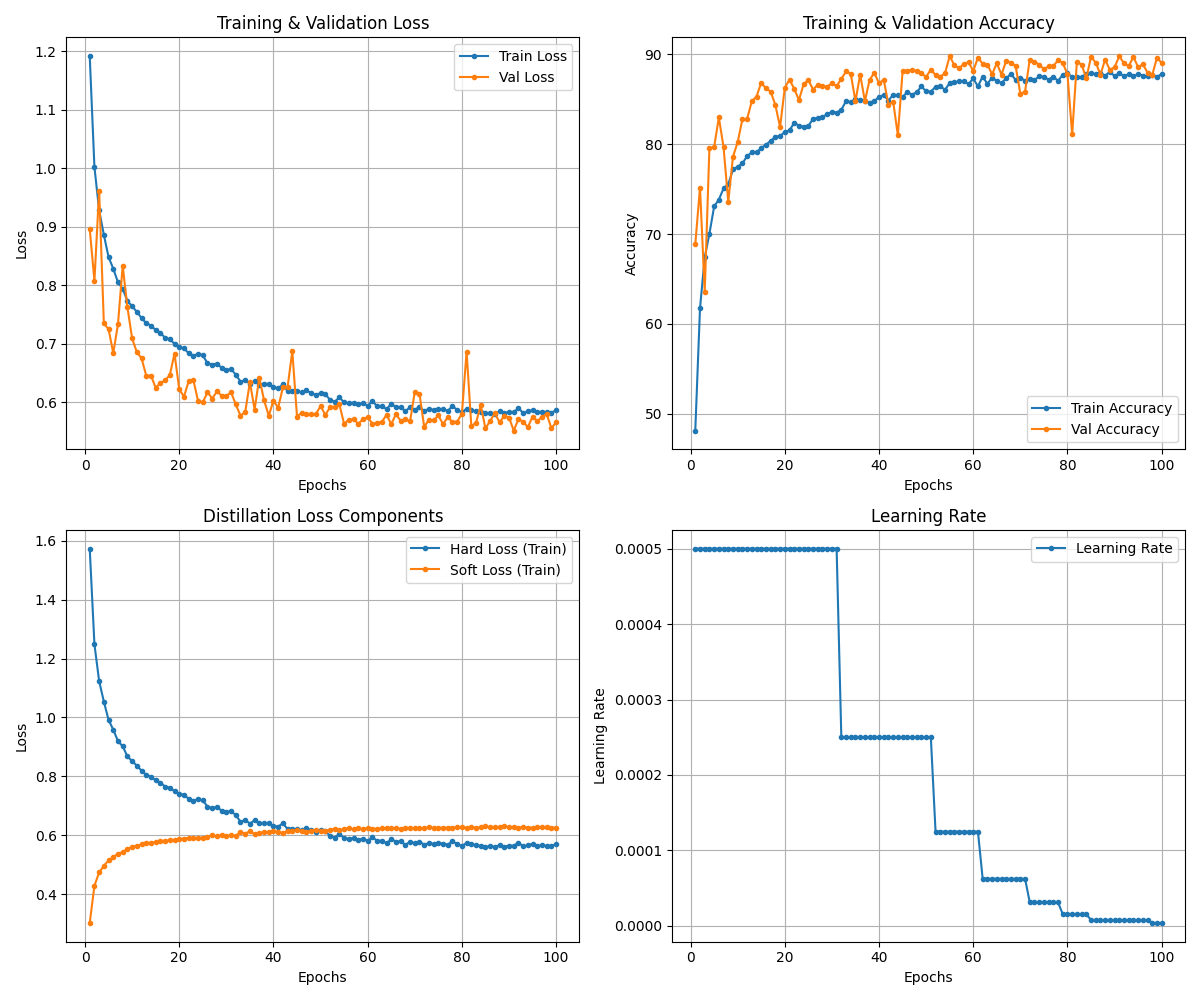 Training & Validation Loss
Train Loss
Val Loss
1.2
1.1
1.0
0.9
0.8
0.7
0.6
Loss
0 20 40 60 80 100
Epochs
Training & Validation Accuracy
90
80
70
60
50
Accuracy
Train Accuracy
Val Accuracy
0 20 40 60 80 100
Epochs
Distillation Loss Components
Hard Loss (Train)
Soft Loss (Train)
1.6
1.4
1.2
1.0
0.8
0.6
0.4
Loss
0 20 40 60 80 100
Epochs
Learning Rate
Learning Rate
0.0005
0.0004
0.0003
0.0002
0.0001
0.0000
Learning Rate
0 20 40 60 80 100
Epochs